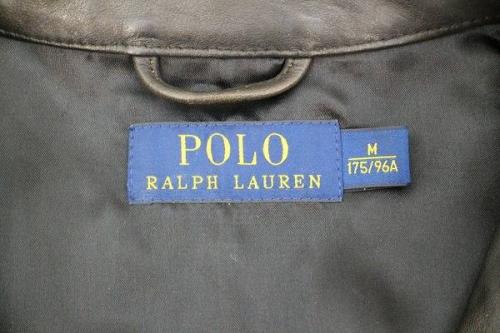 POLO
RALPH LAUREN
M
175/96A